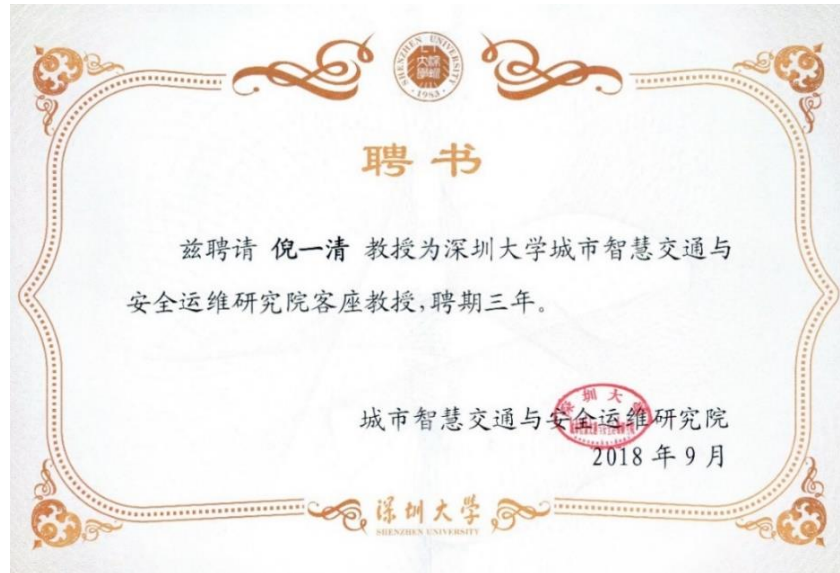 SHENZHEN UNIVERSITY
·1983·
聘书
兹聘请 倪一清 教授为深圳大学城市智慧交通与
安全运维研究院客座教授,聘期三年。
城市智慧交通与安全运维研究院
2018 年 9 月
深圳大学
SHENZHEN UNIVERSITY